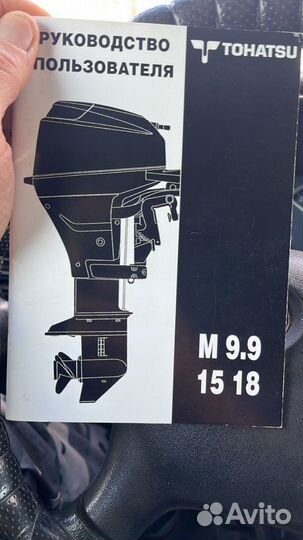 РУКОВОДСТВО
ПОЛЬЗОВАТЕЛЯ
TOHATSU
M 9.9
15 18
Avito